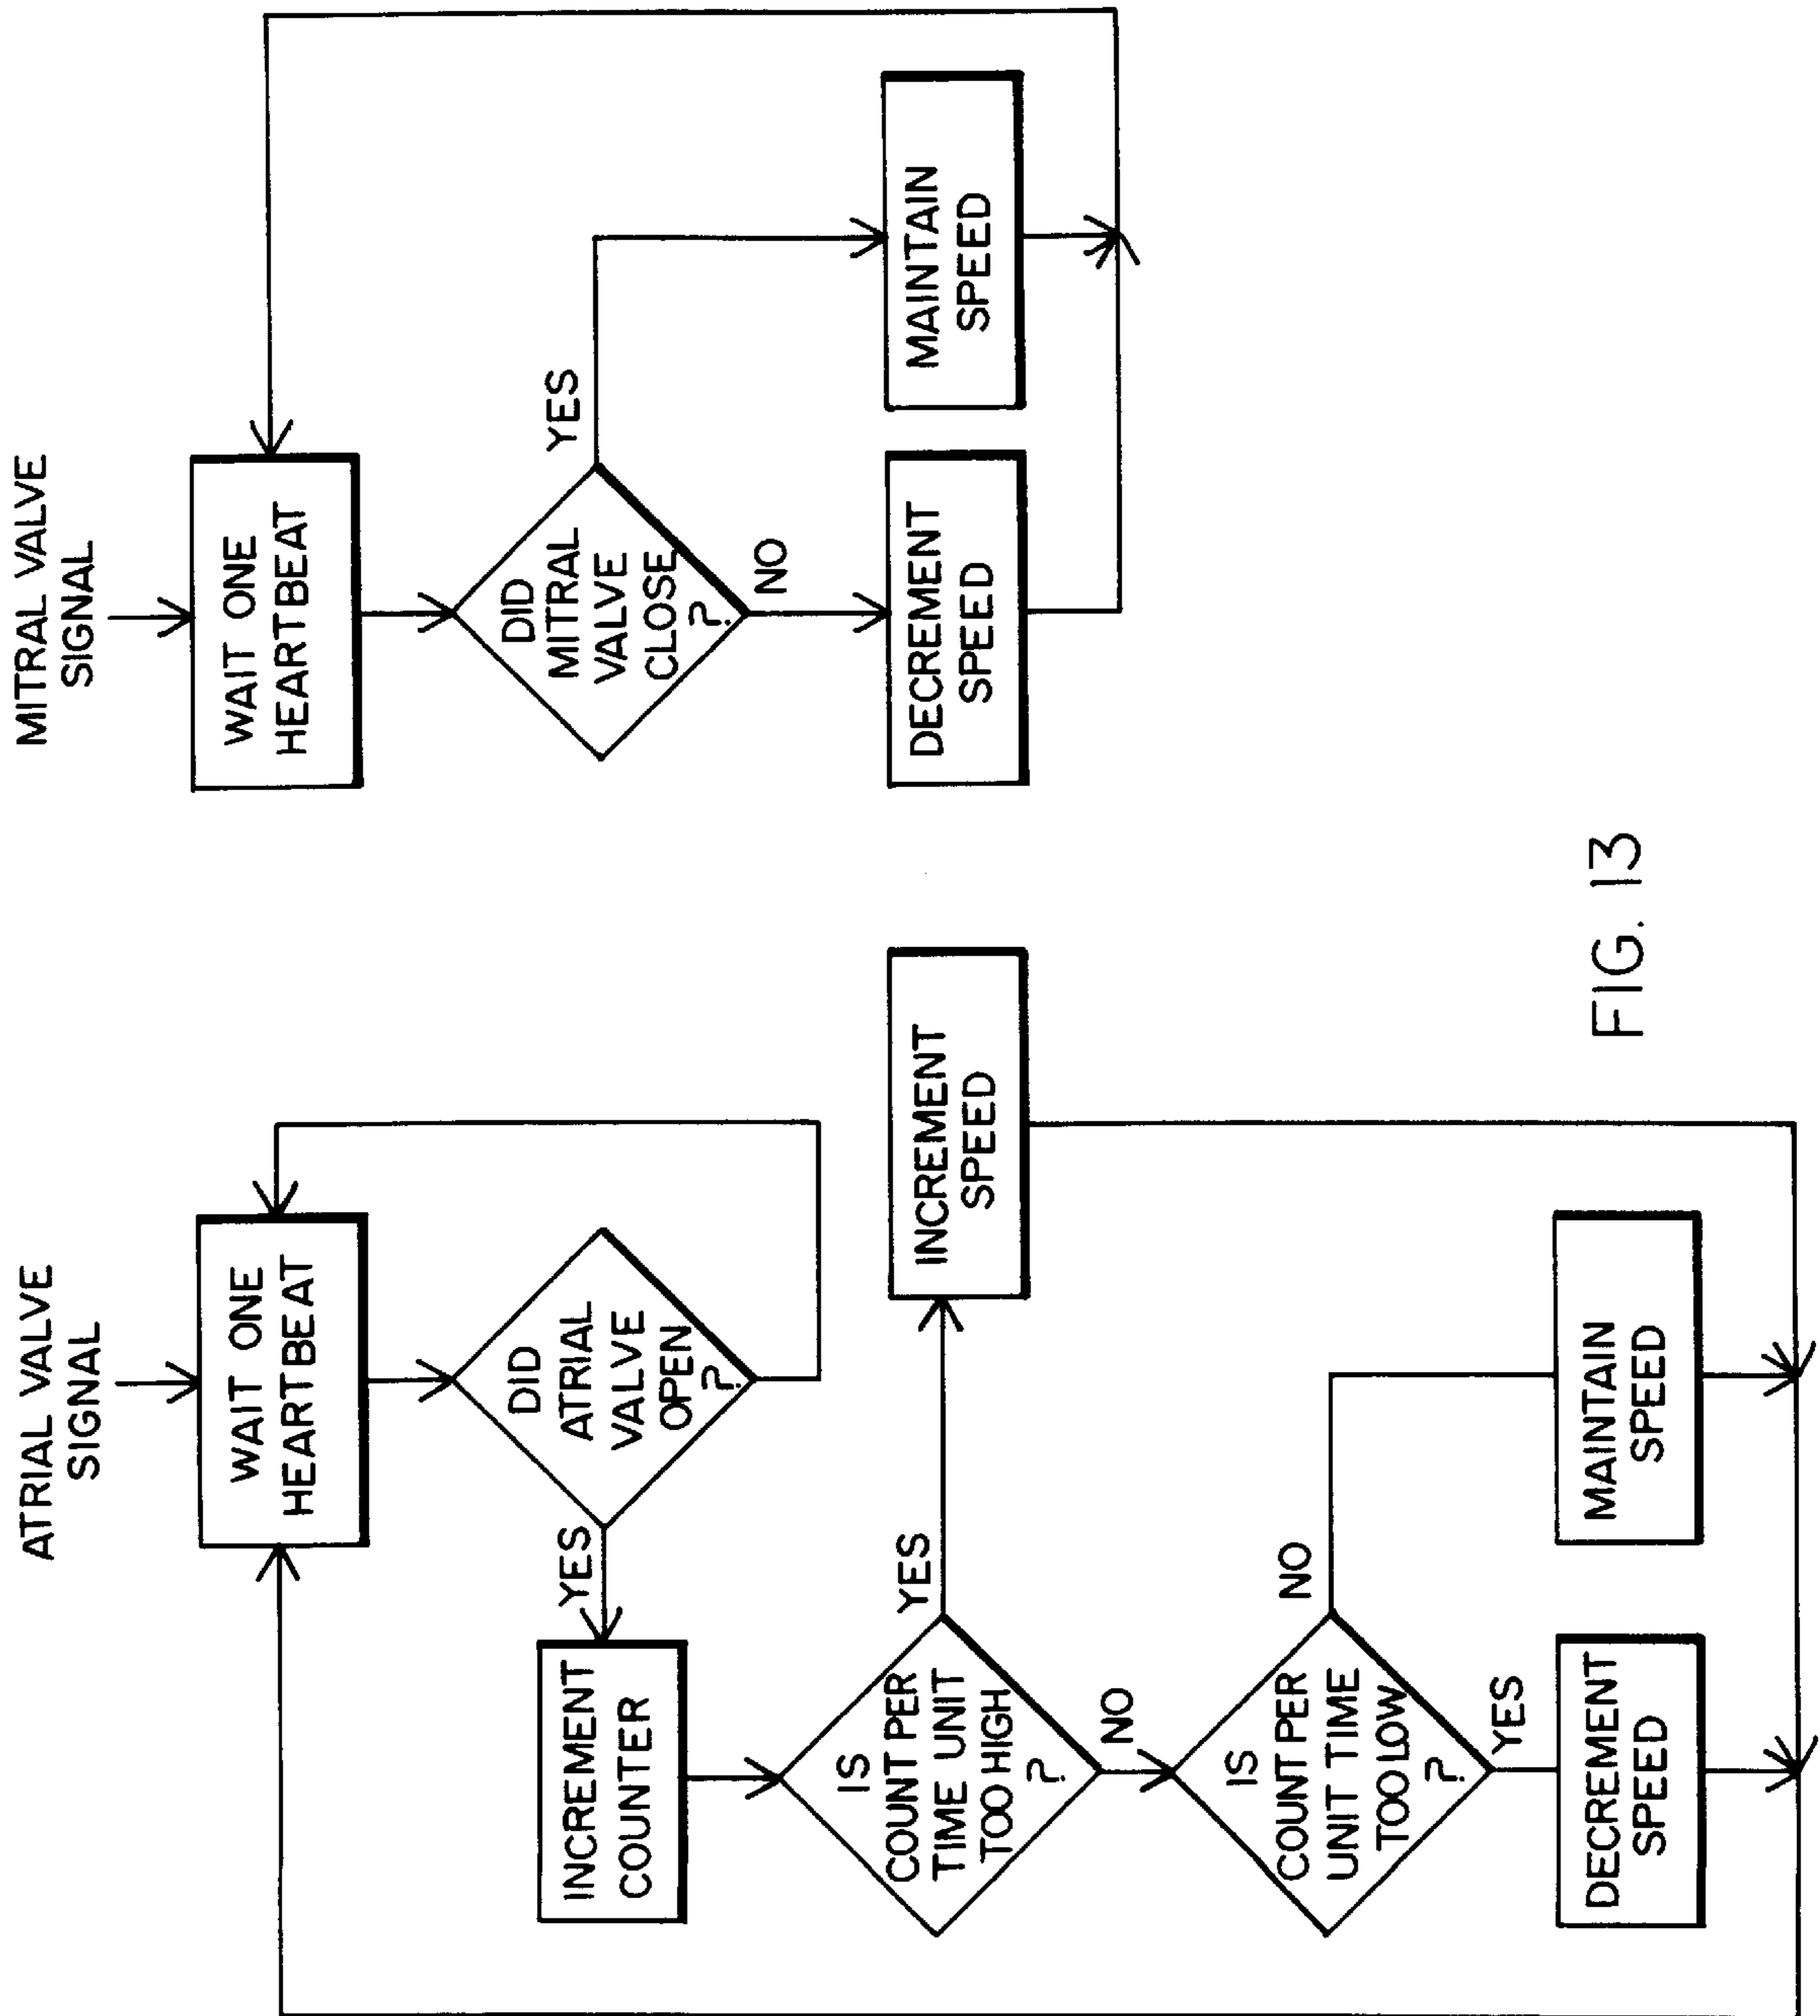 ATRIAL VALVE
SIGNAL
WAIT ONE
HEARTBEAT
DID
ATRIAL
VALVE
OPEN
?
YES
INCREMENT
COUNTER
IS
COUNT PER
TIME UNIT
TOO HIGH
?
YES
INCREMENT
SPEED
NO
IS
COUNT PER
UNIT TIME
TOO LOW
?
NO
MAINTAIN
SPEED
YES
DECREMENT
SPEED
MITRAL VALVE
SIGNAL
WAIT ONE
HEARTBEAT
DID
MITRAL
VALVE
CLOSE
?
YES
MAINTAIN
SPEED
NO
DECREMENT
SPEED
FIG. 13